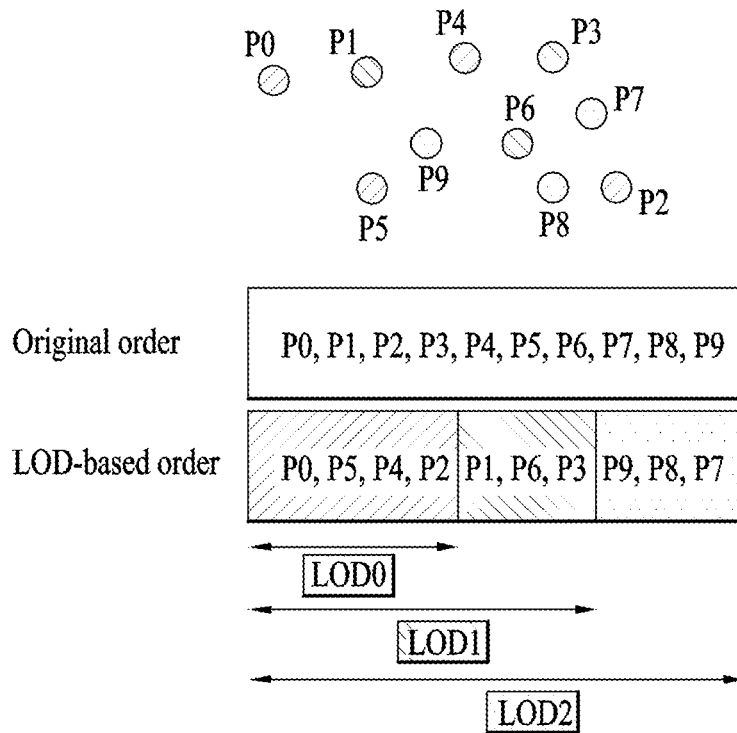 P0 P1 P4 P3
P6 P7
P9
P5 P8 P2
Original order P0, P1, P2, P3, P4, P5, P6, P7, P8, P9
LOD-based order P0, P5, P4, P2 P1, P6, P3 P9, P8, P7
LOD0
LOD1
LOD2